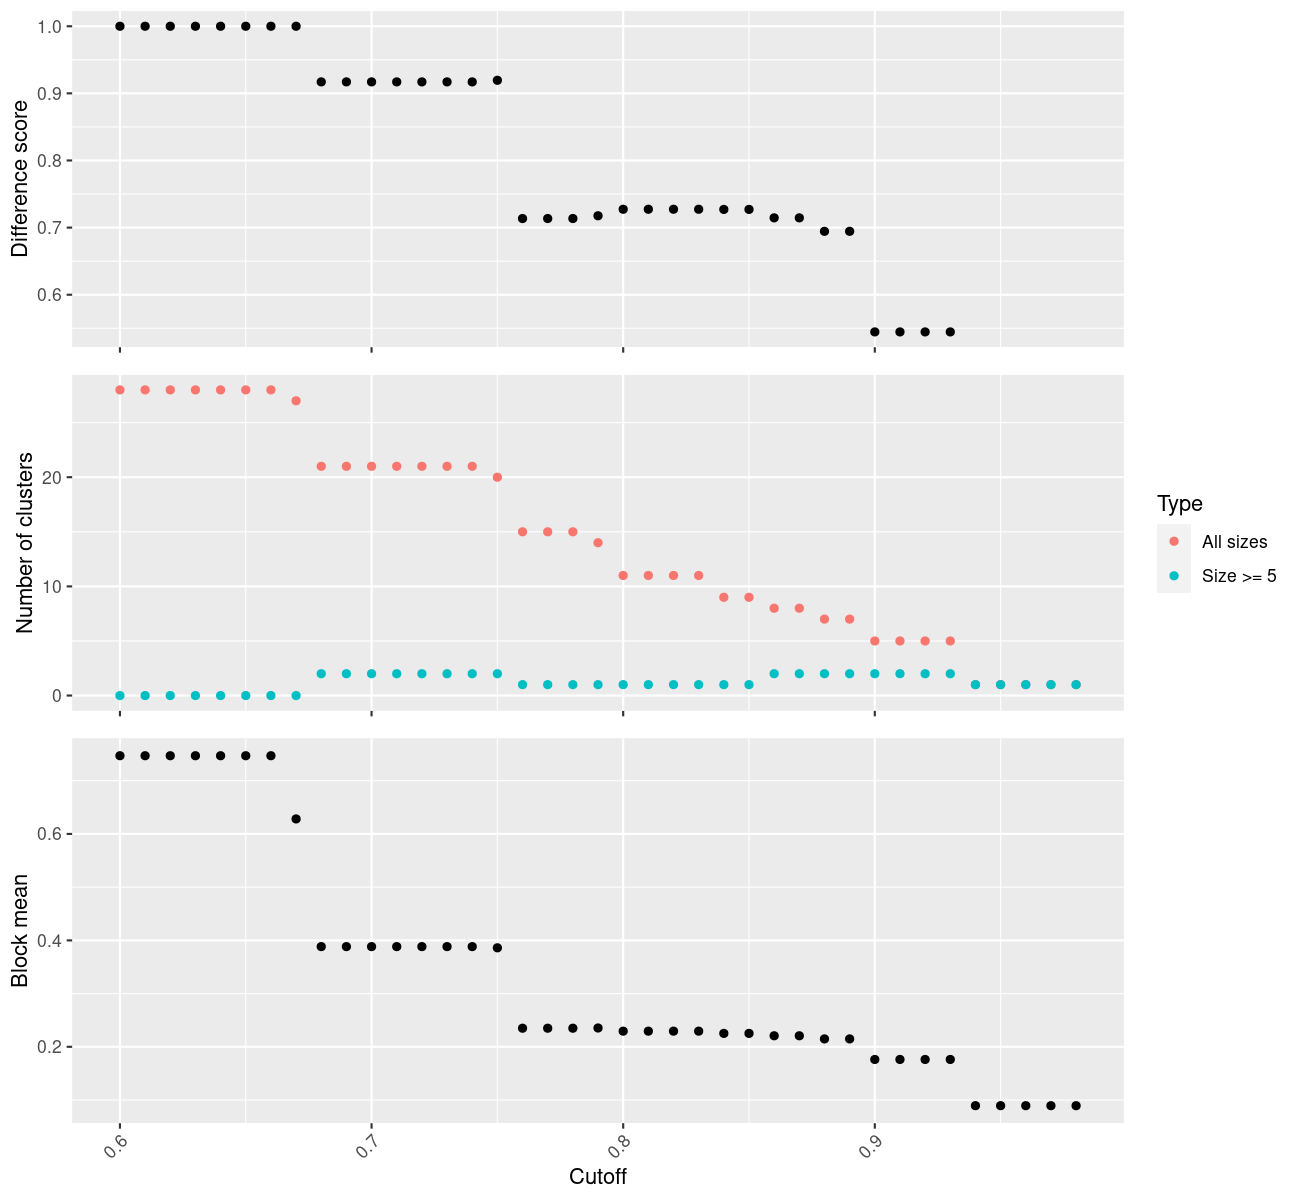 Difference score
1.0
0.9
0.8
0.7
0.6
Number of clusters
20
10
0
Type
All sizes
Size >= 5
Block mean
0.6
0.4
0.2
0.6
0.7
0.8
0.9
Cutoff